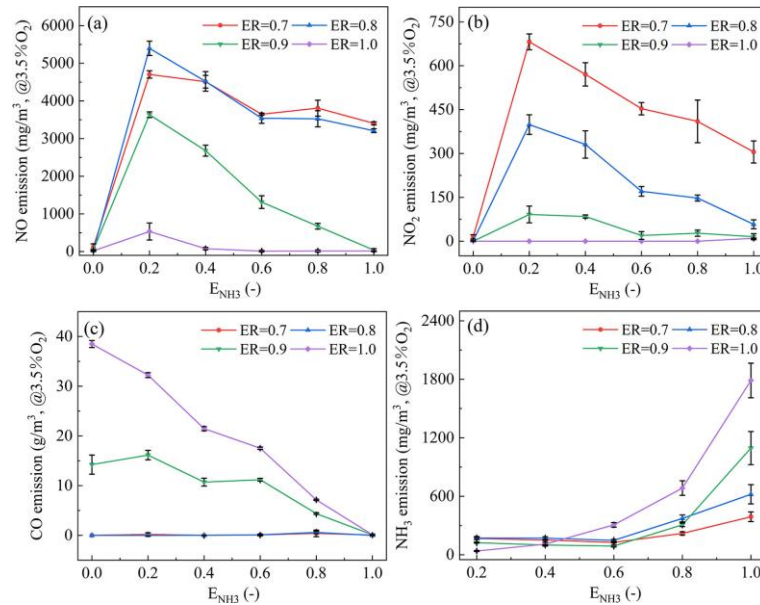 (a)
ER=0.7 ER=0.8
ER=0.9 ER=1.0
NO emission (mg/m³, @3.5%O₂)
6000
5000
4000
3000
2000
1000
0
0.0 0.2 0.4 0.6 0.8 1.0
E_NH3 (-)
(b)
ER=0.7 ER=0.8
ER=0.9 ER=1.0
NO₂ emission (mg/m³, @3.5%O₂)
750
600
450
300
150
0
0.0 0.2 0.4 0.6 0.8 1.0
E_NH3 (-)
(c)
ER=0.7 ER=0.8
ER=0.9 ER=1.0
CO emission (g/m³, @3.5%O₂)
40
30
20
10
0
0.0 0.2 0.4 0.6 0.8 1.0
E_NH3 (-)
(d)
ER=0.7 ER=0.8
ER=0.9 ER=1.0
NH₃ emission (mg/m³, @3.5%O₂)
2400
1800
1200
600
0
0.2 0.4 0.6 0.8 1.0
E_NH3 (-)